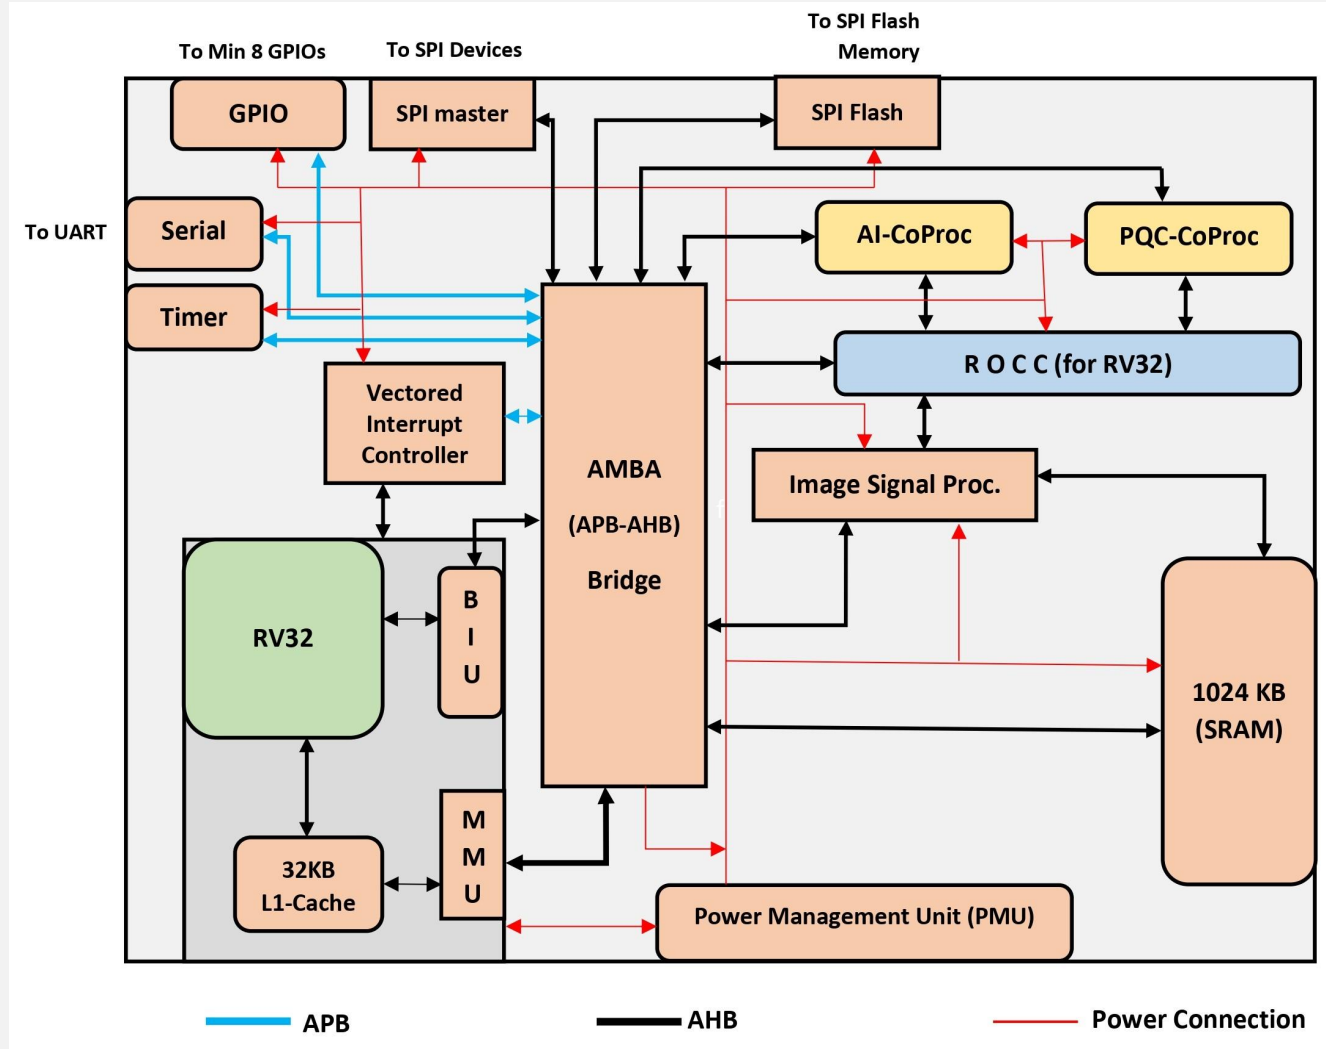 To SPI Flash
Memory
To Min 8 GPIOs
To SPI Devices
GPIO
SPI master
SPI Flash
To UART
Serial
AI-CoProc
PQC-CoProc
Timer
R O C C (for RV32)
Vectored
Interrupt
Controller
AMBA
(APB-AHB)
Bridge
Image Signal Proc.
f
RV32
B
I
U
1024 KB
(SRAM)
M
M
U
32KB
L1-Cache
Power Management Unit (PMU)
APB
AHB
Power Connection